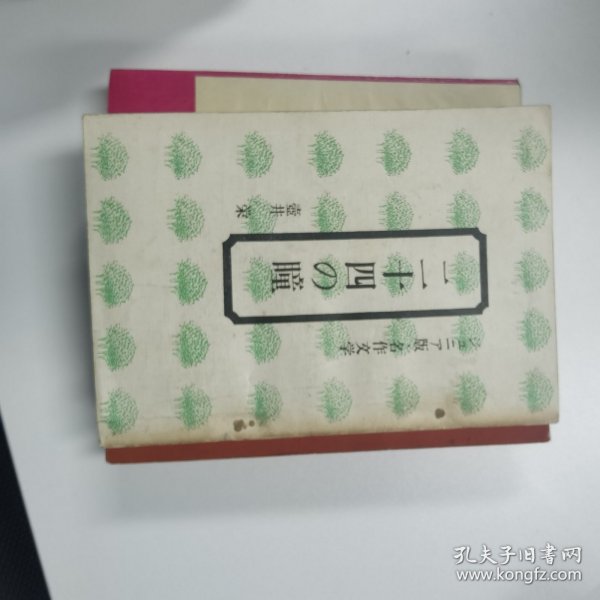 ジュニア版・名作文学
二十四の瞳
壺井栄
孔夫子旧书网
www.kongfz.com